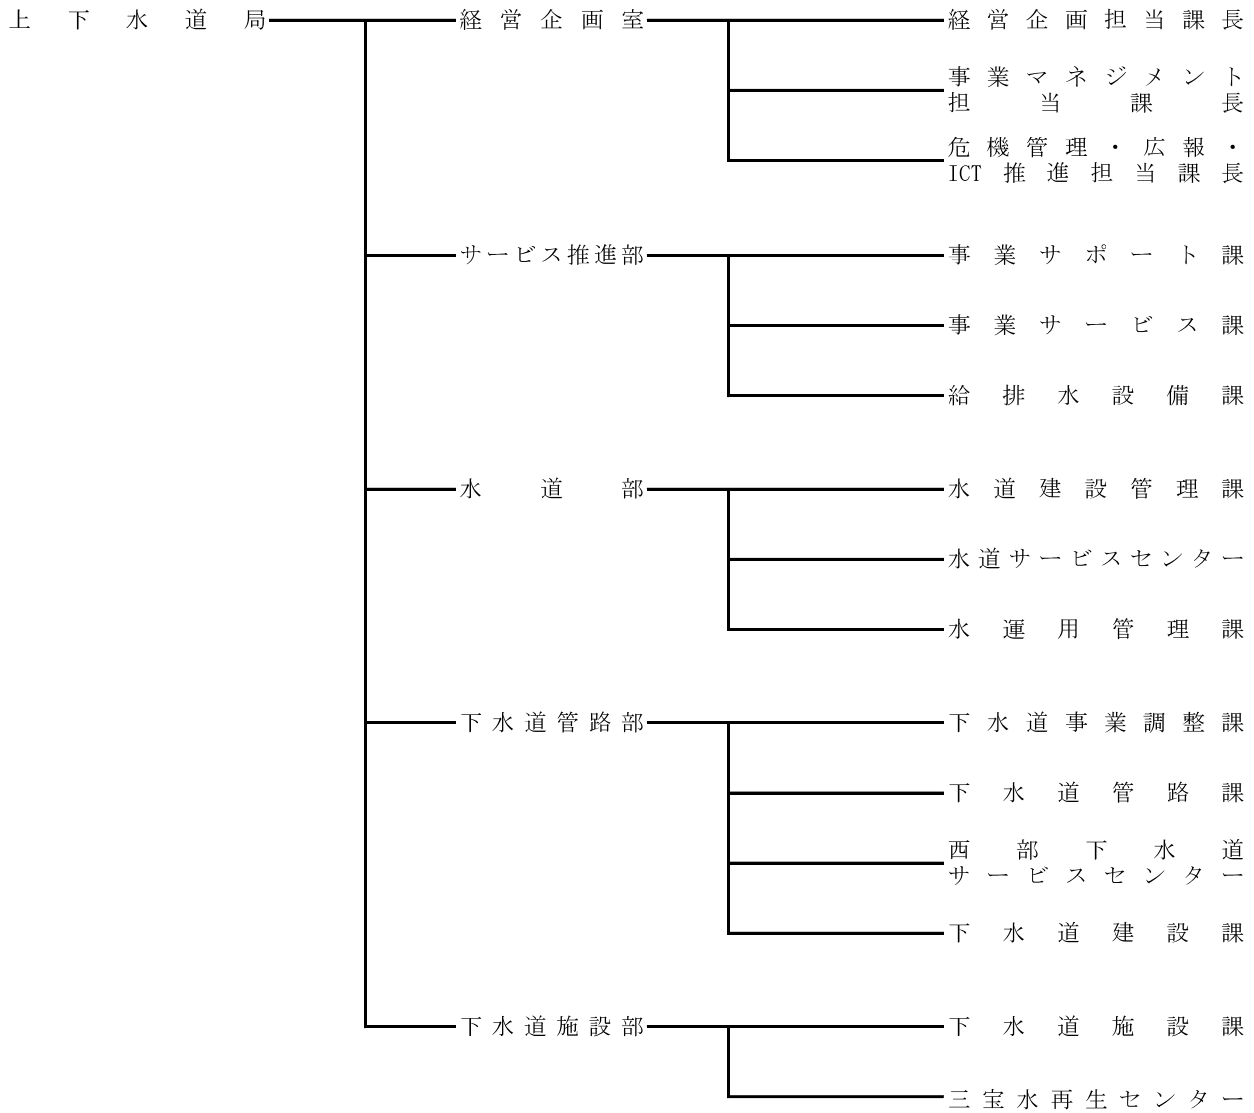 上下水道局
経営企画室
経営企画担当課長
事業マネジメント
担当課長
危機管理・広報・
ICT推進担当課長
サービス推進部
事業サポート課
事業サービス課
給排水設備課
水道部
水道建設管理課
水道サービスセンター
水運用管理課
下水道管路部
下水道事業調整課
下水道管路課
西部下水道
サービスセンター
下水道建設課
下水道施設部
下水道施設課
三宝水再生センター